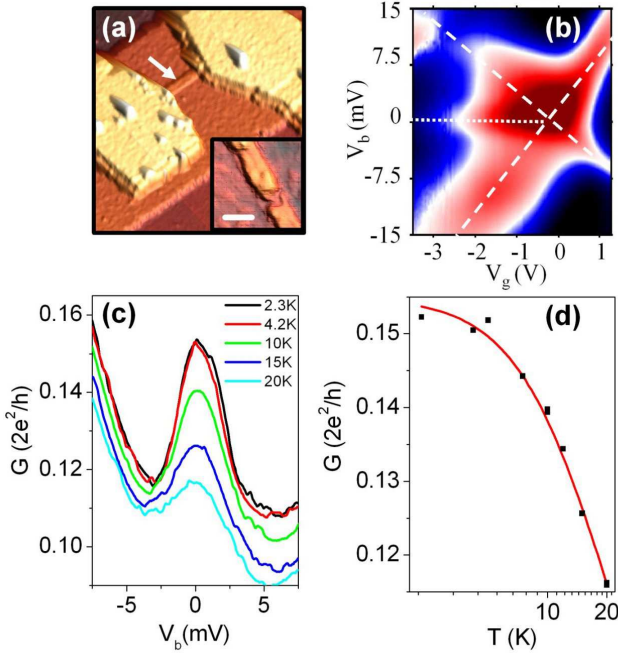 (a)
(b)
15
7.5
0
-7.5
-15
V_b (mV)
-3
-2
-1
0
1
V_g (V)
(c)
0.16
0.14
0.12
0.10
G (2e²/h)
2.3K
4.2K
10K
15K
20K
-5
0
5
V_b(mV)
(d)
0.15
0.14
0.13
0.12
G (2e²/h)
10
20
T (K)